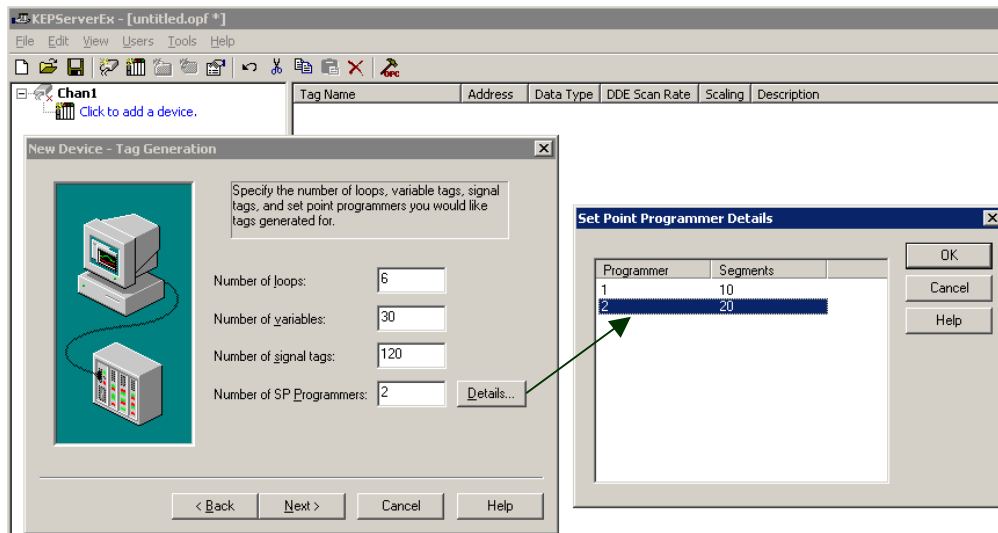 KEPServerEx - [untitled.opf *]
File Edit View Users Tools Help
OPC
Chan1
Click to add a device.
Tag Name Address Data Type DDE Scan Rate Scaling Description
New Device - Tag Generation
Specify the number of loops, variable tags, signal
tags, and set point programmers you would like
tags generated for.
Number of loops: 6
Number of variables: 30
Number of signal tags: 120
Number of SP Programmers: 2 Details...
< Back Next > Cancel Help
Set Point Programmer Details
Programmer Segments
1 10
2 20
OK
Cancel
Help